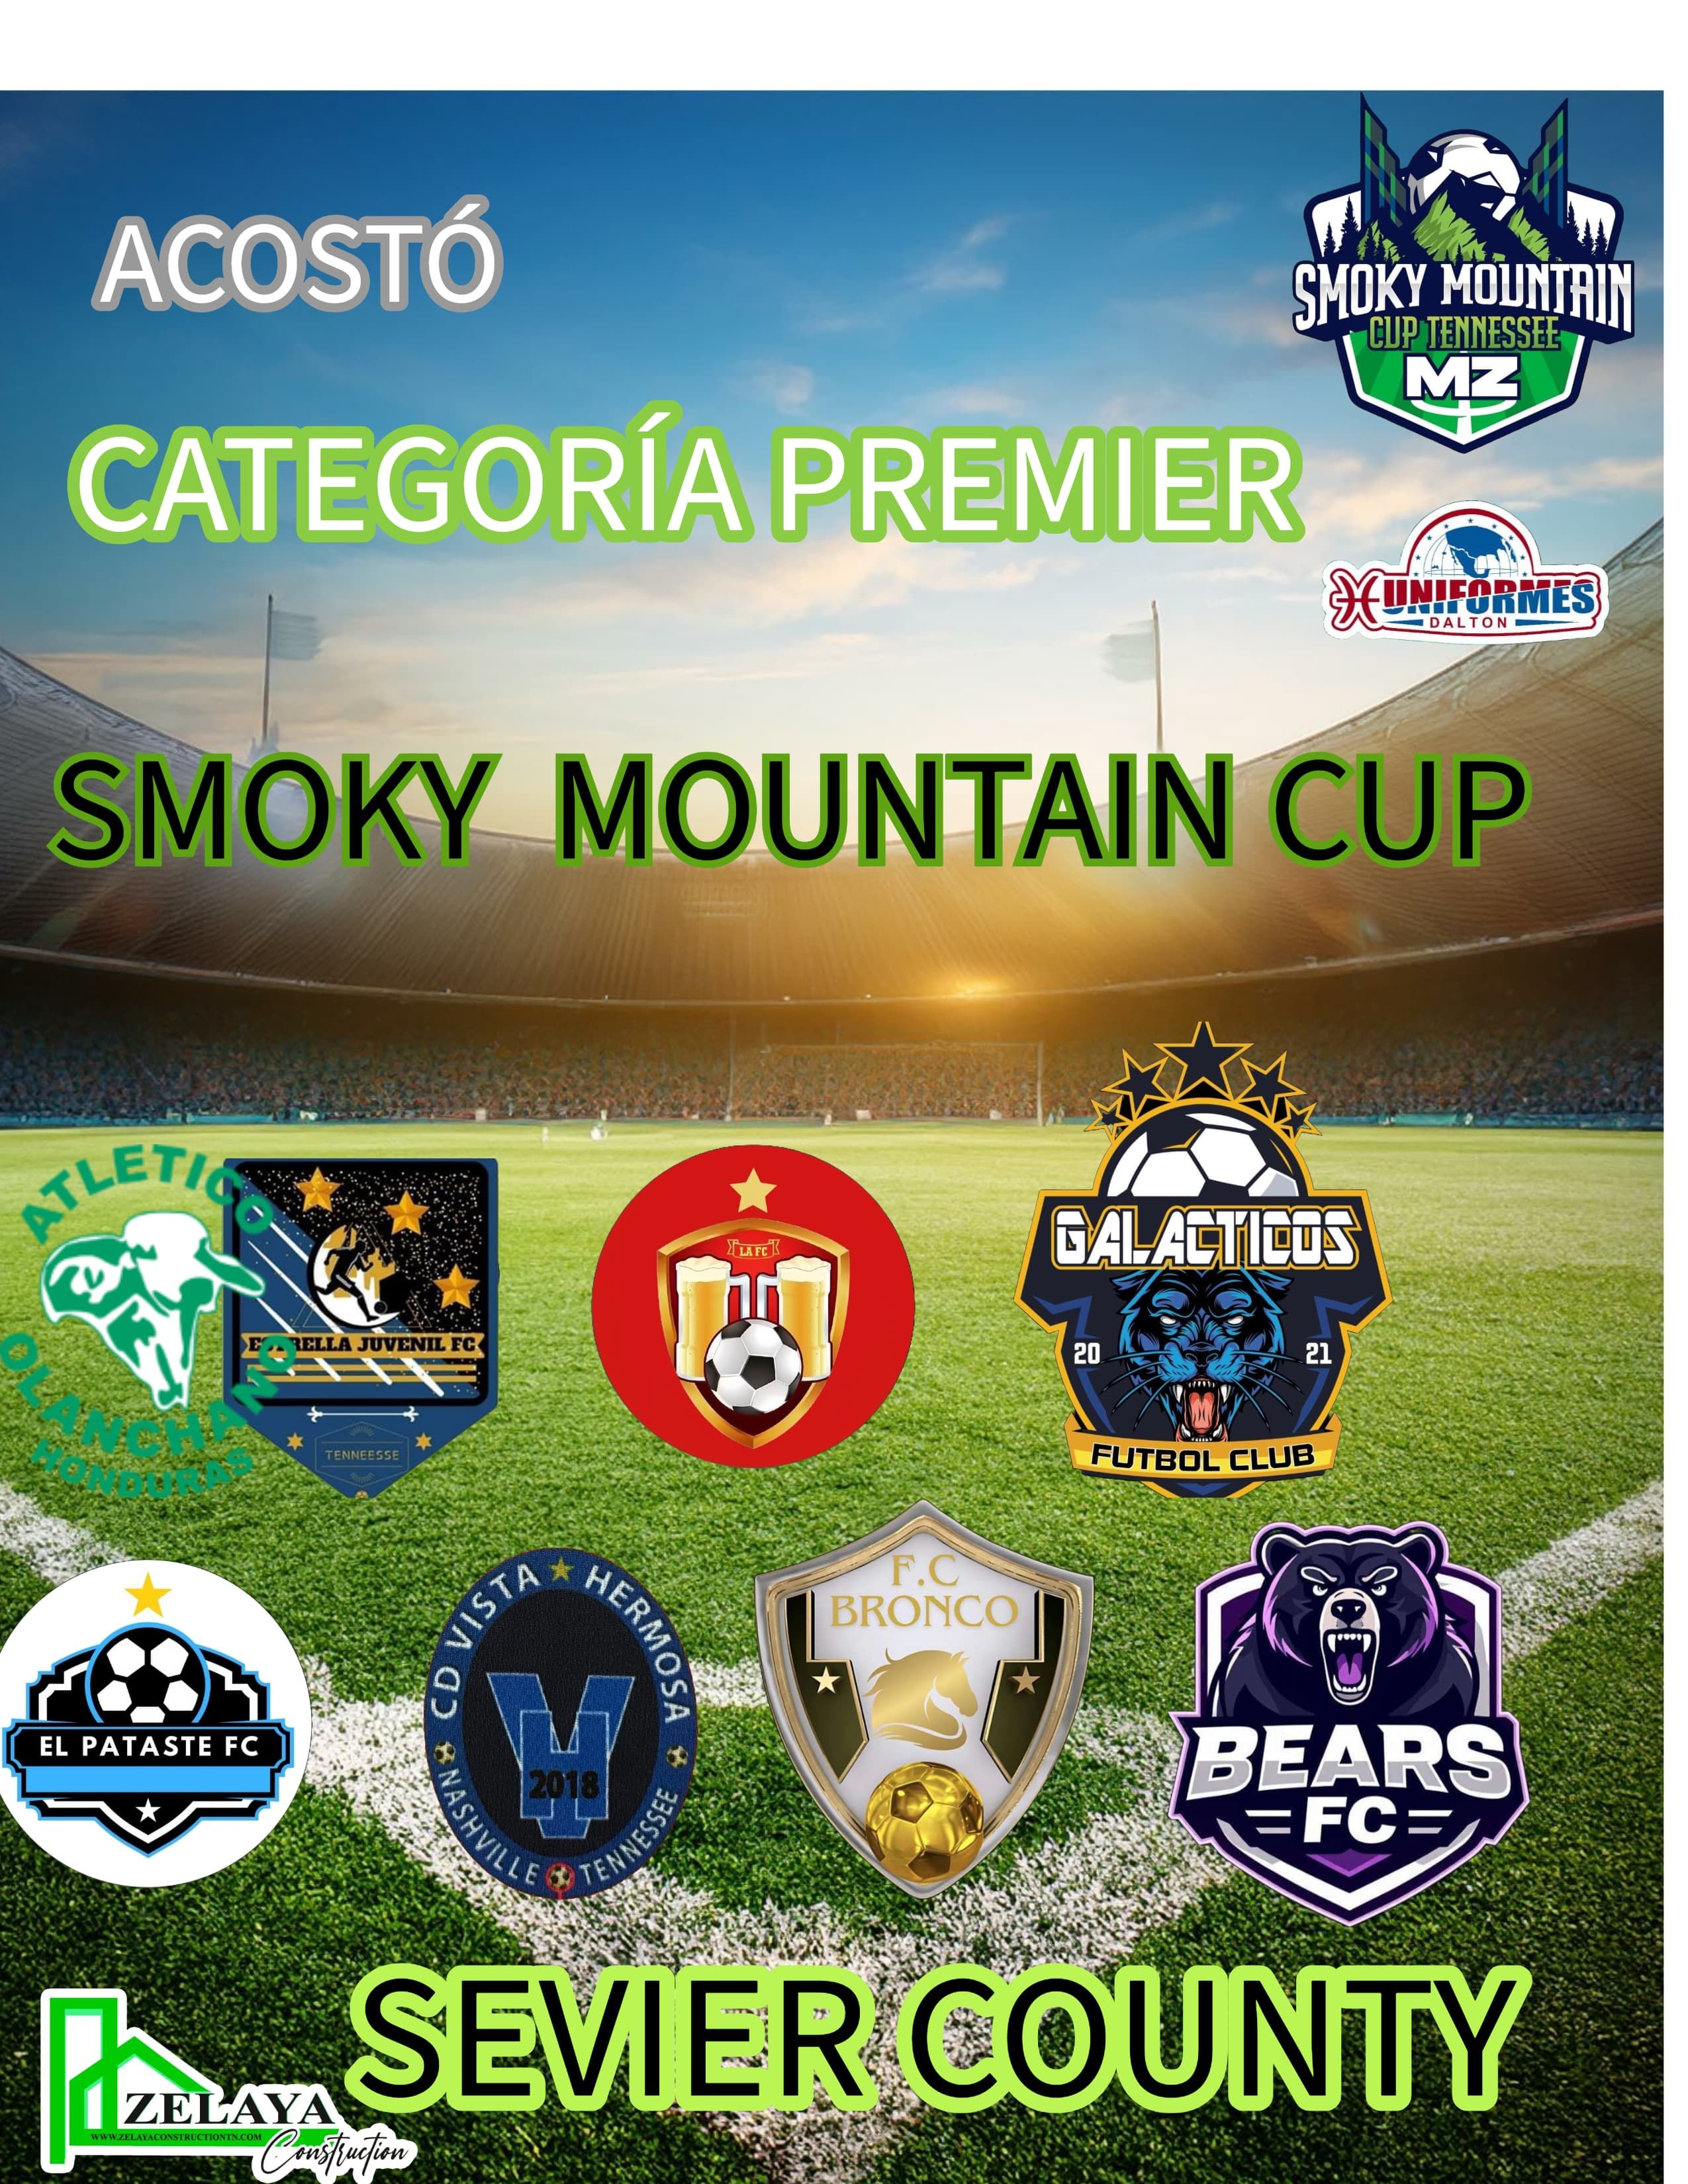 ACOSTÓ
SMOKY MOUNTAIN
CUP TENNESSEE
MZ
CATEGORÍA PREMIER
UNIFORMES
DALTON
SMOKY MOUNTAIN CUP
ATLETICO
OLANCHANO
HONDURAS
ESTRELLA JUVENIL FC
TENNEESSE
LA FC
GALACTICOS
20 21
FUTBOL CLUB
EL PATASTE FC
CD VISTA HERMOSA
VH
2018
NASHVILLE TENNESSEE
F.C
BRONCO
BEARS
FC
SEVIER COUNTY
ZELAYA
WWW.ZELAYACONSTRUCTIONTN.COM
Construction